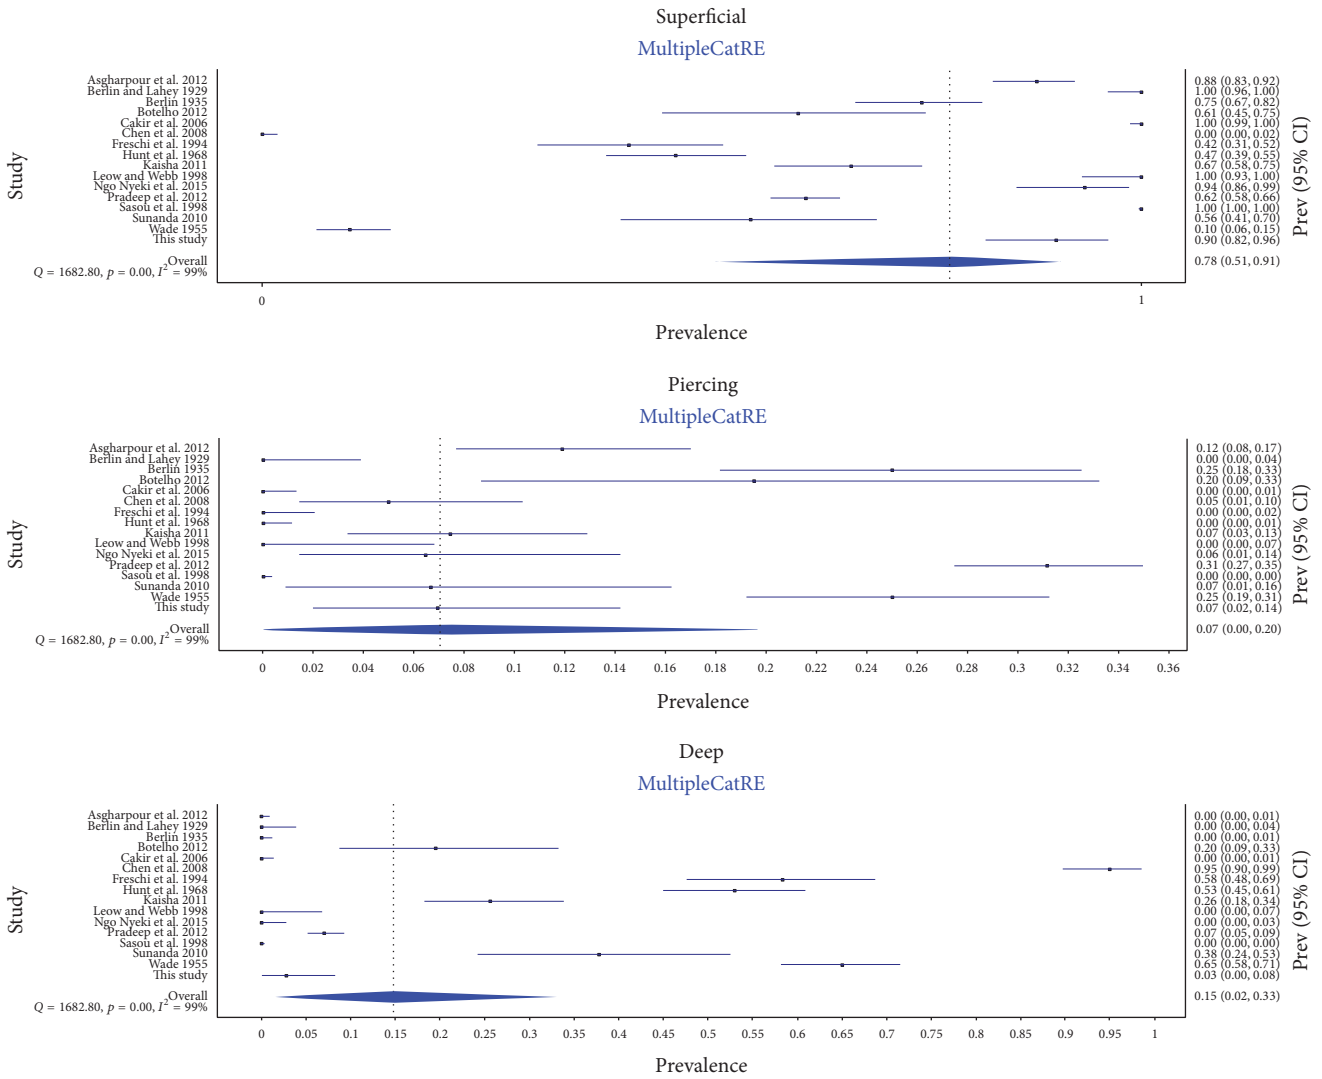 Superficial
MultipleCatRE
Study
Asgharpour et al. 2012 0.88 (0.83, 0.92)
Berlin and Lahey 1929 1.00 (0.96, 1.00)
Berlin 1935 0.75 (0.67, 0.82)
Botelho 2012 0.61 (0.45, 0.75)
Cakir et al. 2006 1.00 (0.99, 1.00)
Chen et al. 2008 0.00 (0.00, 0.02)
Freschi et al. 1994 0.42 (0.31, 0.52)
Hunt et al. 1968 0.47 (0.39, 0.55)
Kaisha 2011 0.67 (0.58, 0.75)
Leow and Webb 1998 1.00 (0.93, 1.00)
Ngo Nyeki et al. 2015 0.94 (0.86, 0.99)
Pradeep et al. 2012 0.62 (0.58, 0.66)
Sasou et al. 1998 1.00 (1.00, 1.00)
Sunanda 2010 0.56 (0.41, 0.70)
Wade 1955 0.10 (0.06, 0.15)
This study 0.90 (0.82, 0.96)
Overall 0.78 (0.51, 0.91)
Q = 1682.80, p = 0.00, I² = 99%
Prev (95% CI)
0 1
Prevalence
Piercing
MultipleCatRE
Study
Asgharpour et al. 2012 0.12 (0.08, 0.17)
Berlin and Lahey 1929 0.00 (0.00, 0.04)
Berlin 1935 0.25 (0.18, 0.33)
Botelho 2012 0.20 (0.09, 0.33)
Cakir et al. 2006 0.00 (0.00, 0.01)
Chen et al. 2008 0.05 (0.01, 0.10)
Freschi et al. 1994 0.00 (0.00, 0.02)
Hunt et al. 1968 0.00 (0.00, 0.01)
Kaisha 2011 0.07 (0.03, 0.13)
Leow and Webb 1998 0.00 (0.00, 0.07)
Ngo Nyeki et al. 2015 0.06 (0.01, 0.14)
Pradeep et al. 2012 0.31 (0.27, 0.35)
Sasou et al. 1998 0.00 (0.00, 0.00)
Sunanda 2010 0.07 (0.01, 0.16)
Wade 1955 0.25 (0.19, 0.31)
This study 0.07 (0.02, 0.14)
Overall 0.07 (0.00, 0.20)
Q = 1682.80, p = 0.00, I² = 99%
Prev (95% CI)
0 0.02 0.04 0.06 0.08 0.1 0.12 0.14 0.16 0.18 0.2 0.22 0.24 0.26 0.28 0.3 0.32 0.34 0.36
Prevalence
Deep
MultipleCatRE
Study
Asgharpour et al. 2012 0.00 (0.00, 0.01)
Berlin and Lahey 1929 0.00 (0.00, 0.04)
Berlin 1935 0.00 (0.00, 0.01)
Botelho 2012 0.20 (0.09, 0.33)
Cakir et al. 2006 0.00 (0.00, 0.01)
Chen et al. 2008 0.95 (0.90, 0.99)
Freschi et al. 1994 0.58 (0.48, 0.69)
Hunt et al. 1968 0.53 (0.45, 0.61)
Kaisha 2011 0.26 (0.18, 0.34)
Leow and Webb 1998 0.00 (0.00, 0.07)
Ngo Nyeki et al. 2015 0.00 (0.00, 0.03)
Pradeep et al. 2012 0.07 (0.05, 0.09)
Sasou et al. 1998 0.00 (0.00, 0.00)
Sunanda 2010 0.38 (0.24, 0.53)
Wade 1955 0.65 (0.58, 0.71)
This study 0.03 (0.00, 0.08)
Overall 0.15 (0.02, 0.33)
Q = 1682.80, p = 0.00, I² = 99%
Prev (95% CI)
0 0.05 0.1 0.15 0.2 0.25 0.3 0.35 0.4 0.45 0.5 0.55 0.6 0.65 0.7 0.75 0.8 0.85 0.9 0.95 1
Prevalence